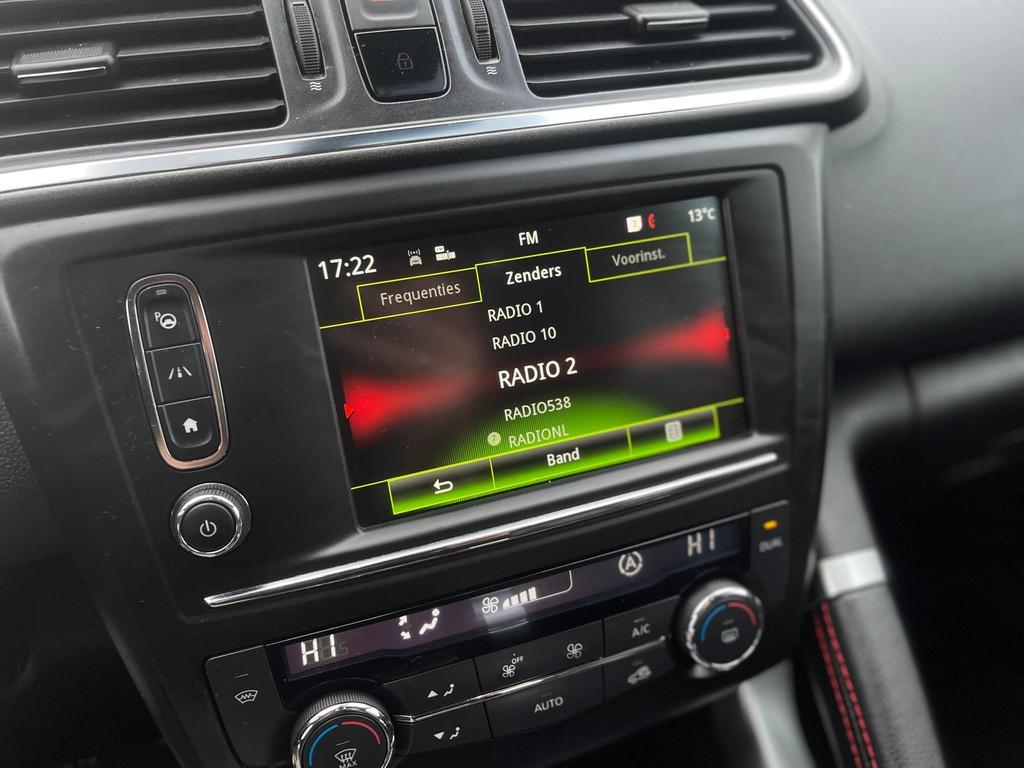 17:22
FM
13°C
Frequenties
Zenders
Voorinst.
RADIO 1
RADIO 10
RADIO 2
RADIO538
RADIONL
Band
P
HI
A
HI
DUAL
OFF
A/C
AUTO
MAX